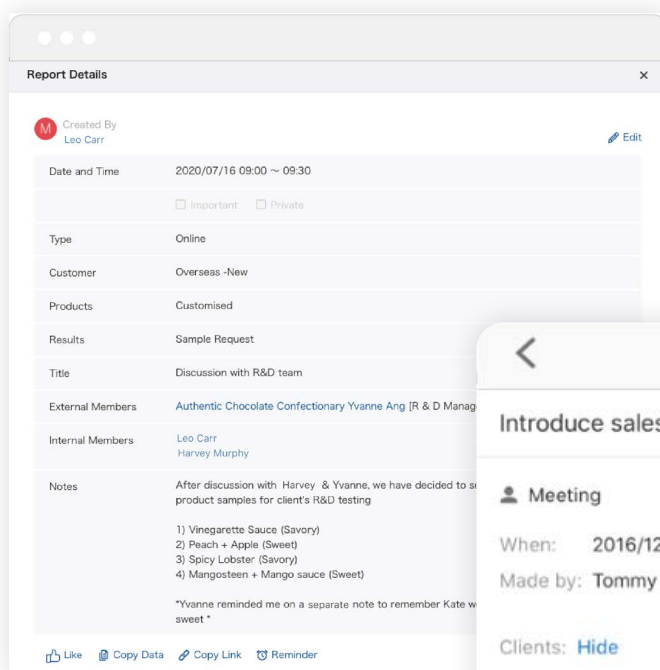 Report Details
M
Created By
Leo Carr
Edit
Date and Time 2020/07/16 09:00 ~ 09:30
Important Private
Type Online
Customer Overseas -New
Products Customised
Results Sample Request
Title Discussion with R&D team
External Members Authentic Chocolate Confectionary Yvanne Ang [R & D Manag
Internal Members Leo Carr
Harvey Murphy
Notes After discussion with Harvey & Yvanne, we have decided to
product samples for client's R&D testing
1) Vinegarette Sauce (Savory)
2) Peach + Apple (Sweet)
3) Spicy Lobster (Savory)
4) Mangosteen + Mango sauce (Sweet)
*Yvanne reminded me on a separate note to remember Kate
sweet *
Like Copy Data Copy Link Reminder
Introduce sales
Meeting
When: 2016/12
Made by: Tommy
Clients: Hide